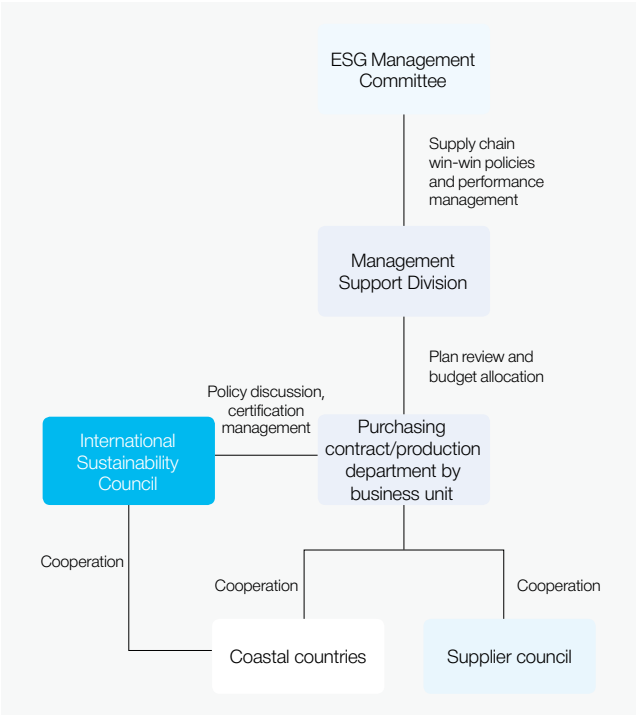 ESG Management
Committee
Supply chain
win-win policies
and performance
management
Management
Support Division
Plan review and
budget allocation
Policy discussion,
certification
management
International
Sustainability
Council
Purchasing
contract/production
department by
business unit
Cooperation
Cooperation
Cooperation
Coastal countries
Supplier council